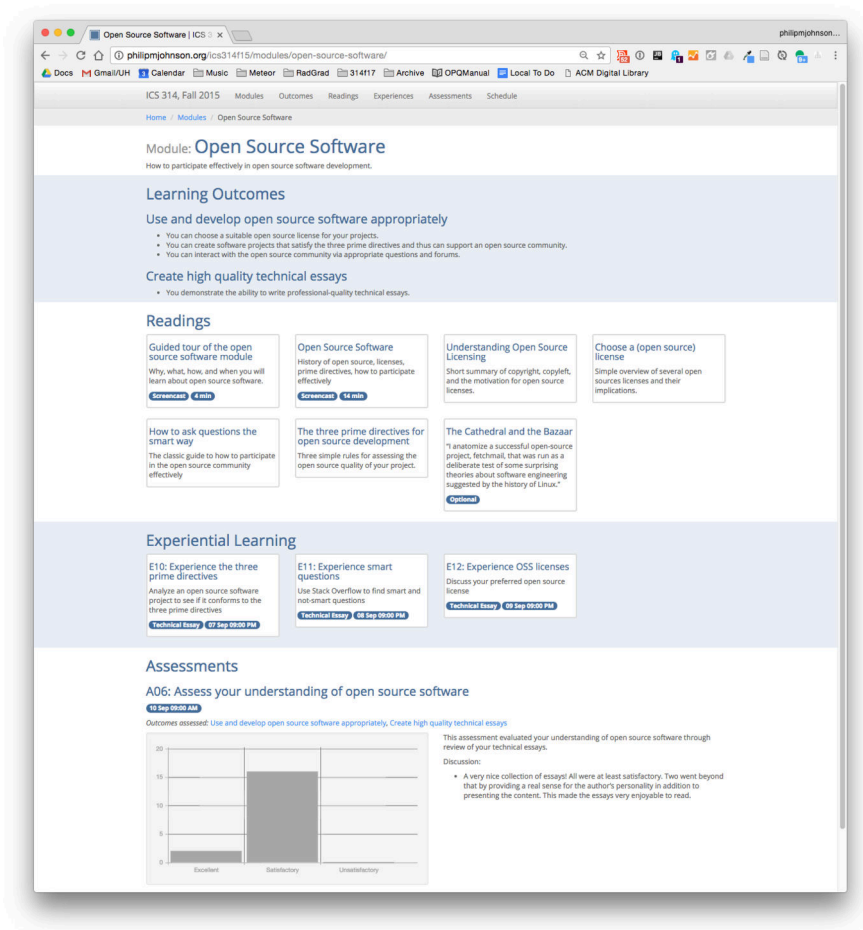 Open Source Software | ICS 3
philipmjohnson...
philipmjohnson.org/ics314f15/modules/open-source-software/
Docs Gmail/UH Calendar Music Meteor RadGrad 314f17 Archive OPQManual Local To Do ACM Digital Library
ICS 314, Fall 2015 Modules Outcomes Readings Experiences Assessments Schedule
Home / Modules / Open Source Software
Module: Open Source Software
How to participate effectively in open source software development.
Learning Outcomes
Use and develop open source software appropriately
• You can choose a suitable open source license for your projects.
• You can create software projects that satisfy the three prime directives and thus can support an open source community.
• You can interact with the open source community via appropriate questions and forums.
Create high quality technical essays
• You demonstrate the ability to write professional-quality technical essays.
Readings
Guided tour of the open
source software module
Why, what, how, and when you will
learn about open source software.
Screencast 4 min
Open Source Software
History of open source, licenses,
prime directives, how to participate
effectively
Screencast 14 min
Understanding Open Source
Licensing
Short summary of copyright, copyleft,
and the motivation for open source
licenses.
Choose a (open source)
license
Simple overview of several open
sources licenses and their
implications.
How to ask questions the
smart way
The classic guide to how to participate
in the open source community
effectively
The three prime directives for
open source development
Three simple rules for assessing the
open source quality of your project.
The Cathedral and the Bazaar
"I anatomize a successful open-source
project, fetchmail, that was run as a
deliberate test of some surprising
theories about software engineering
suggested by the history of Linux."
Optional
Experiential Learning
E10: Experience the three
prime directives
Analyze an open source software
project to see if it conforms to the
three prime directives
Technical Essay 07 Sep 09:00 PM
E11: Experience smart
questions
Use Stack Overflow to find smart and
not-smart questions
Technical Essay 08 Sep 09:00 PM
E12: Experience OSS licenses
Discuss your preferred open source
license
Technical Essay 09 Sep 09:00 PM
Assessments
A06: Assess your understanding of open source software
10 Sep 09:00 AM
Outcomes assessed: Use and develop open source software appropriately, Create high quality technical essays
20
15
10
5
0
Excellent Satisfactory Unsatisfactory
This assessment evaluated your understanding of open source software through
review of your technical essays.
Discussion:
• A very nice collection of essays! All were at least satisfactory. Two went beyond
that by providing a real sense for the author's personality in addition to
presenting the content. This made the essays very enjoyable to read.